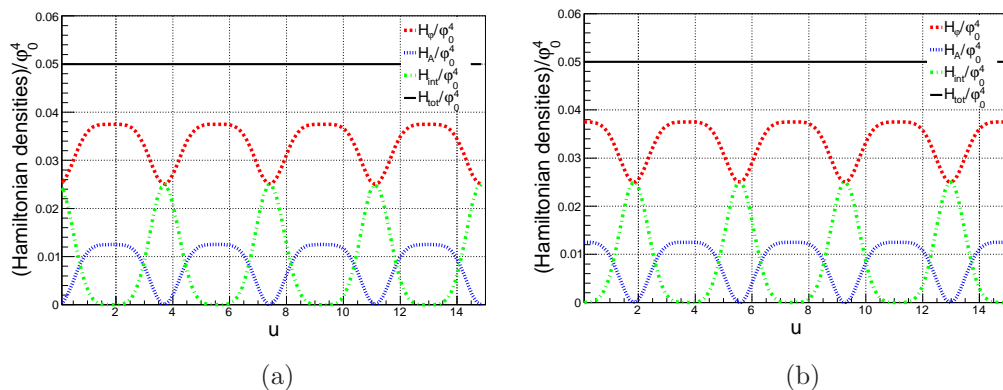 (Hamiltonian densities)/φ₀⁴
0.06
0.05
0.04
0.03
0.02
0.01
0
2
4
6
8
10
12
14
u
H_φ/φ₀⁴
H_A/φ₀⁴
H_int/φ₀⁴
H_tot/φ₀⁴
(a)
(Hamiltonian densities)/φ₀⁴
0.06
0.05
0.04
0.03
0.02
0.01
0
2
4
6
8
10
12
14
u
H_φ/φ₀⁴
H_A/φ₀⁴
H_int/φ₀⁴
H_tot/φ₀⁴
(b)